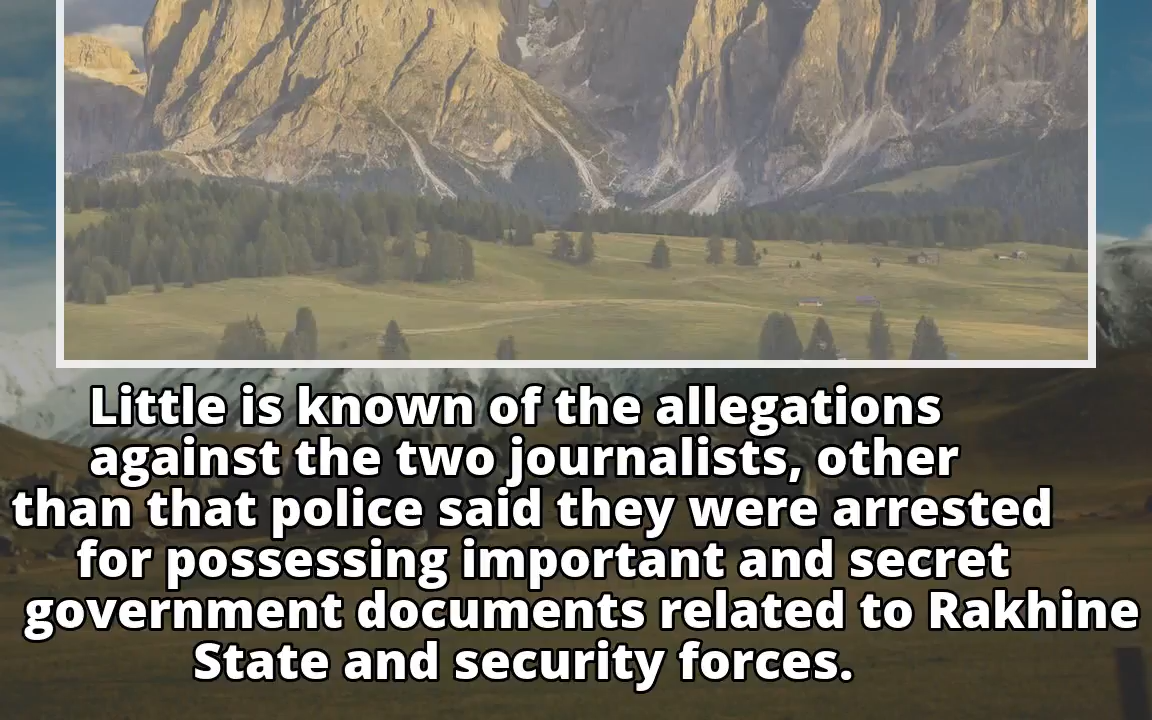 Little is known of the allegations
against the two journalists, other
than that police said they were arrested
for possessing important and secret
government documents related to Rakhine
State and security forces.